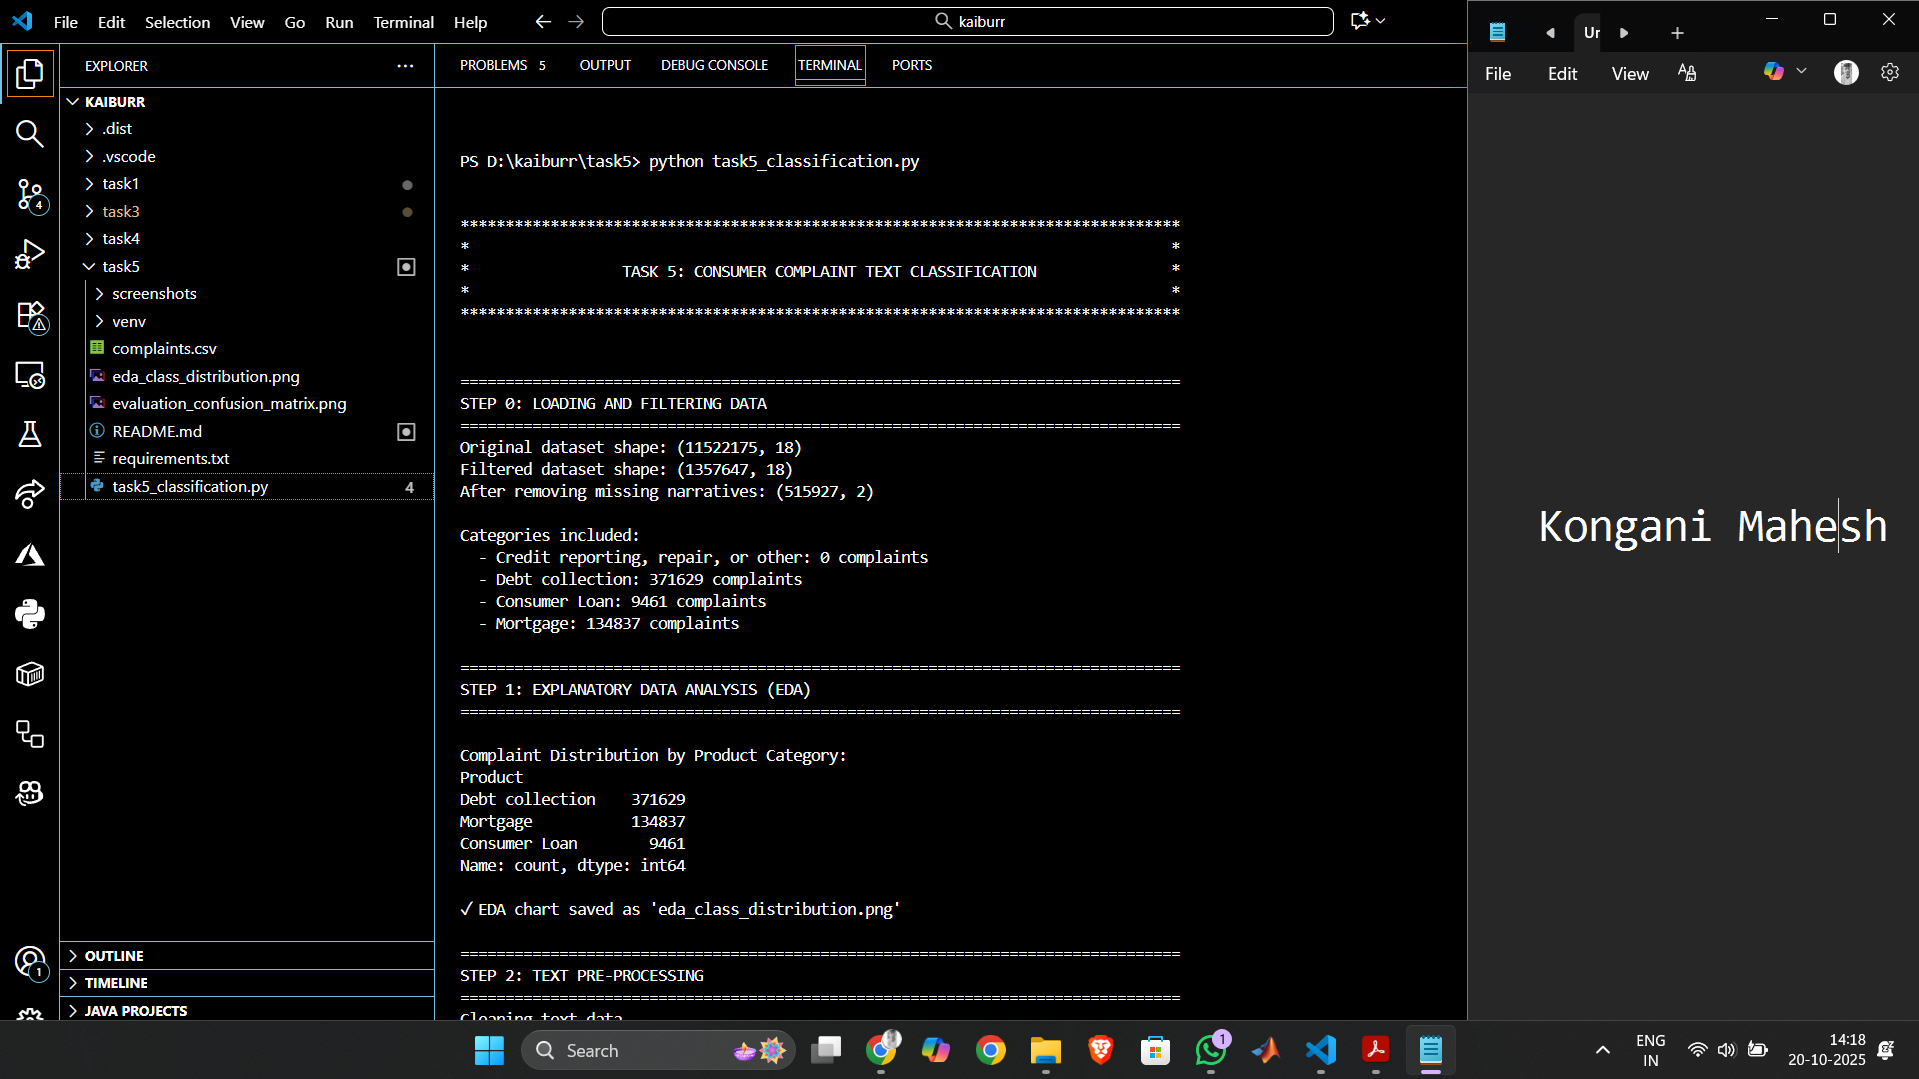 File Edit Selection View Go Run Terminal Help
kaiburr
EXPLORER
KAIBURR
.dist
.vscode
task1
task3
task4
task5
screenshots
venv
complaints.csv
eda_class_distribution.png
evaluation_confusion_matrix.png
README.md
requirements.txt
task5_classification.py 4
OUTLINE
TIMELINE
JAVA PROJECTS
4
1
PROBLEMS 5 OUTPUT DEBUG CONSOLE TERMINAL PORTS
PS D:\kaiburr\task5> python task5_classification.py
********************************************************************************
* *
* TASK 5: CONSUMER COMPLAINT TEXT CLASSIFICATION *
* *
********************************************************************************
================================================================================
STEP 0: LOADING AND FILTERING DATA
================================================================================
Original dataset shape: (11522175, 18)
Filtered dataset shape: (1357647, 18)
After removing missing narratives: (515927, 2)
Categories included:
- Credit reporting, repair, or other: 0 complaints
- Debt collection: 371629 complaints
- Consumer Loan: 9461 complaints
- Mortgage: 134837 complaints
================================================================================
STEP 1: EXPLANATORY DATA ANALYSIS (EDA)
================================================================================
Complaint Distribution by Product Category:
Product
Debt collection 371629
Mortgage 134837
Consumer Loan 9461
Name: count, dtype: int64
✓ EDA chart saved as 'eda_class_distribution.png'
================================================================================
STEP 2: TEXT PRE-PROCESSING
================================================================================
Cleaning text data
Ur
File Edit View
Kongani Mahesh
Search
1
ENG
IN
14:18
20-10-2025